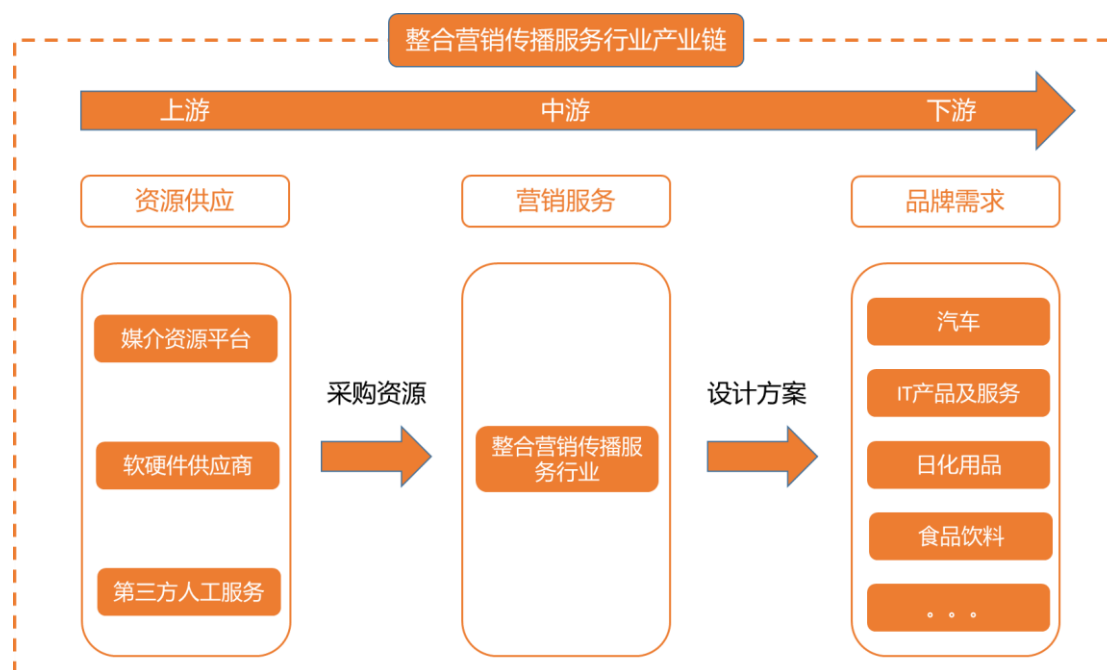 整合营销传播服务行业产业链
上游
中游
下游
资源供应
营销服务
品牌需求
媒介资源平台
软硬件供应商
第三方人工服务
采购资源
整合营销传播服
务行业
设计方案
汽车
IT产品及服务
日化用品
食品饮料
。。。